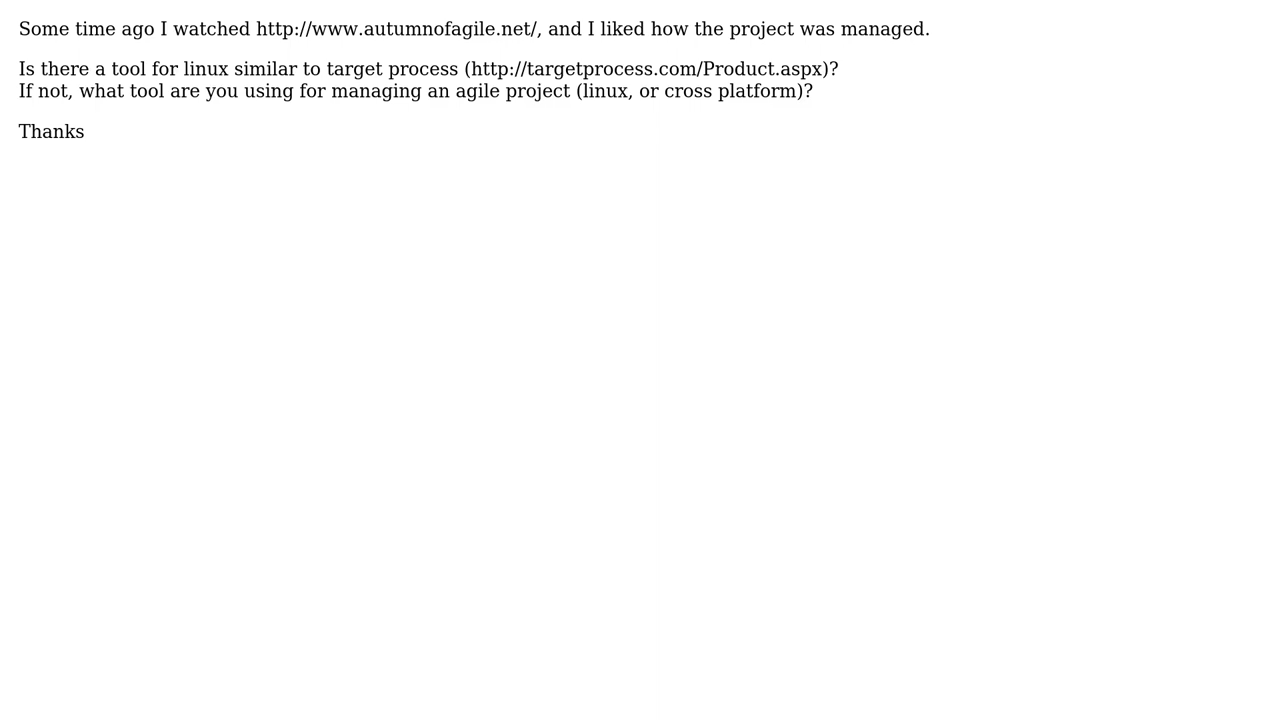 Some time ago I watched http://www.autumnofagile.net/, and I liked how the project was managed.
Is there a tool for linux similar to target process (http://targetprocess.com/Product.aspx)?
If not, what tool are you using for managing an agile project (linux, or cross platform)?
Thanks